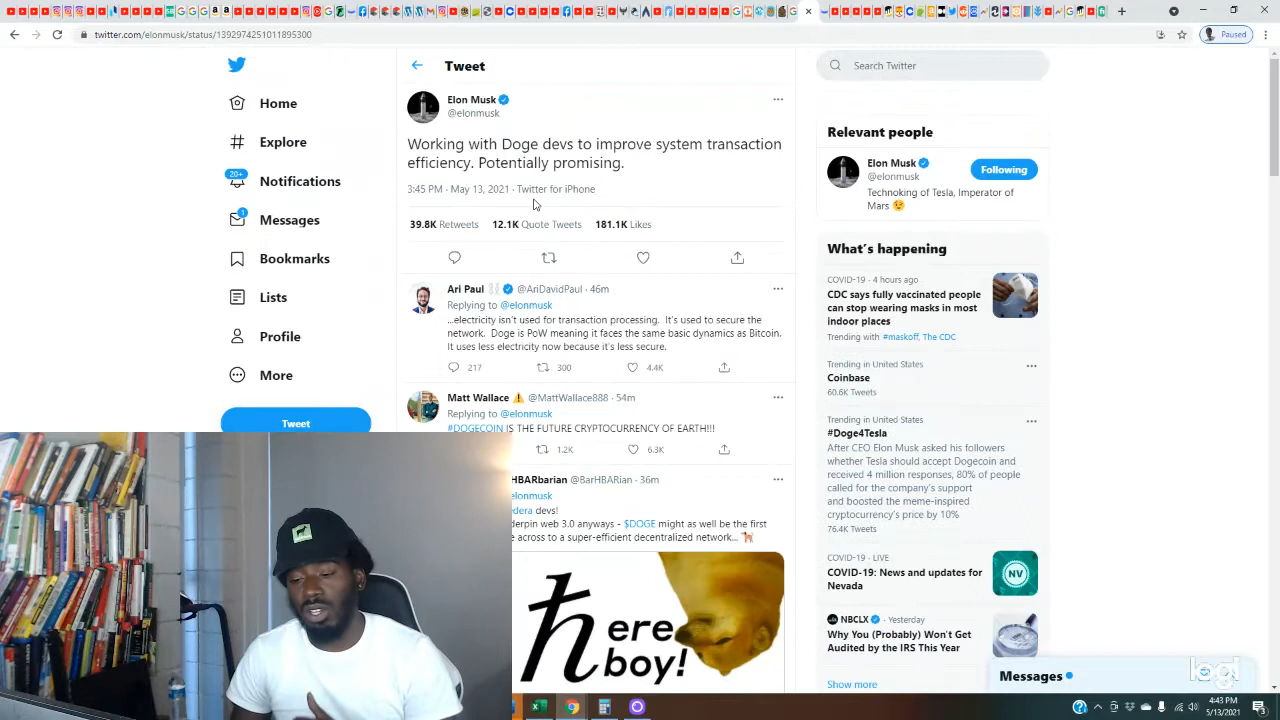 twitter.com/elonmusk/status/1392974251011895300
Paused
Home
Explore
20+
Notifications
1
Messages
Bookmarks
Lists
Profile
More
Tweet
Tweet
Elon Musk
@elonmusk
Working with Doge devs to improve system transaction
efficiency. Potentially promising.
3:45 PM · May 13, 2021 · Twitter for iPhone
39.8K Retweets 12.1K Quote Tweets 181.1K Likes
Ari Paul @AriDavidPaul · 46m
Replying to @elonmusk
...electricity isn't used for transaction processing. It's used to secure the
network. Doge is PoW meaning it faces the same basic dynamics as Bitcoin.
It uses less electricity now because it's less secure.
217 300 4.4K
Matt Wallace @MattWallace888 · 54m
Replying to @elonmusk
#DOGECOIN IS THE FUTURE CRYPTOCURRENCY OF EARTH!!!
1.2K 6.3K
HBARbarian @BarHBARian · 36m
elonmusk
devs!
web 3.0 anyways - $DOGE might as well be the first
across to a super-efficient decentralized network...
ħere
boy!
Search Twitter
Relevant people
Elon Musk
@elonmusk
Following
Technoking of Tesla, Imperator of
Mars
What's happening
COVID-19 · 4 hours ago
CDC says fully vaccinated people
can stop wearing masks in most
indoor places
Trending with #maskoff, The CDC
Trending in United States
Coinbase
60.6K Tweets
Trending in United States
#Doge4Tesla
After CEO Elon Musk asked his followers
whether Tesla should accept Dogecoin and
received 4 million responses, 80% of people
called for the company's support
and boosted the meme-inspired
cryptocurrency's price by 10%
76.4K Tweets
COVID-19 · LIVE
COVID-19: News and updates for
Nevada
NV
NBCLX · Yesterday
Why You (Probably) Won't Get
Audited by the IRS This Year
Show more
Messages
logi
4:43 PM
5/13/2021